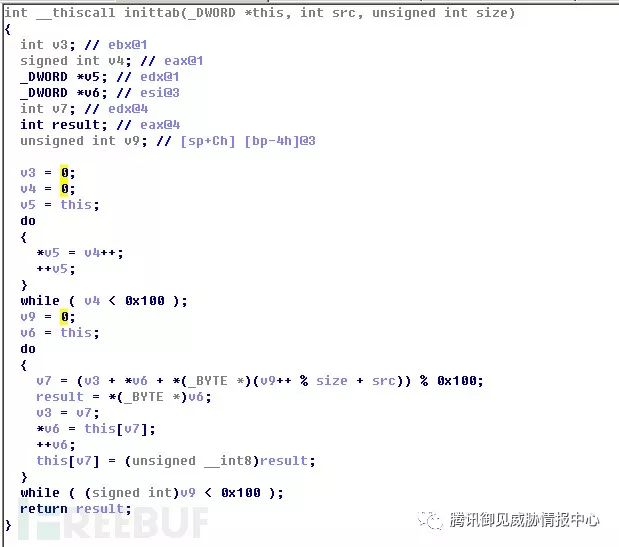 int __thiscall inittab(_DWORD *this, int src, unsigned int size)
{
int v3; // ebx@1
signed int v4; // eax@1
_DWORD *v5; // edx@1
_DWORD *v6; // esi@3
int v7; // edx@4
int result; // eax@4
unsigned int v9; // [sp+Ch] [bp-4h]@3
v3 = 0;
v4 = 0;
v5 = this;
do
{
*v5 = v4++;
++v5;
}
while ( v4 < 0x100 );
v9 = 0;
v6 = this;
do
{
v7 = (v3 + *v6 + *(_BYTE *)(v9++ % size + src)) % 0x100;
result = *(_BYTE *)v6;
v3 = v7;
*v6 = this[v7];
++v6;
this[v7] = (unsigned __int8)result;
}
while ( (signed int)v9 < 0x100 );
return result;
}
FREEBUF
腾讯御见威胁情报中心